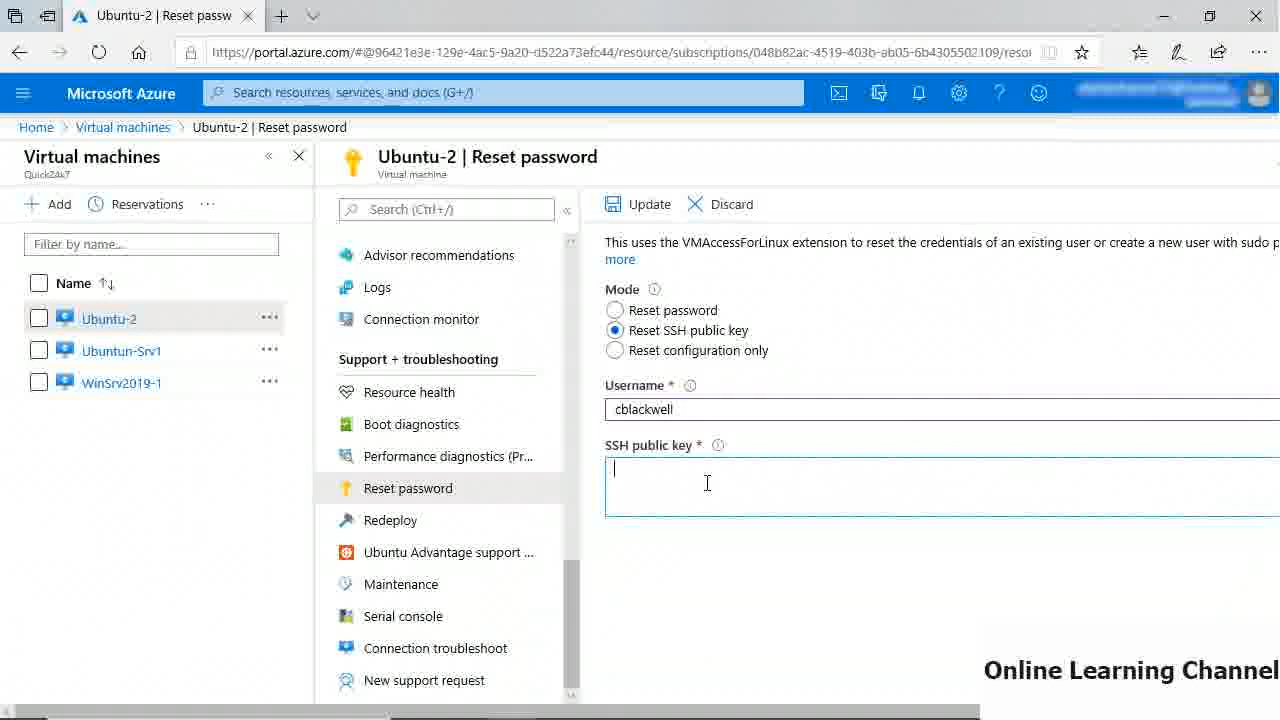 Ubuntu-2 | Reset passw
https://portal.azure.com/#@96421e3e-129e-4ac5-9a20-d522a73efc44/resource/subscriptions/048b82ac-4519-403b-ab05-6b4305502109/resou
Microsoft Azure
Search resources, services, and docs (G+/)
Home > Virtual machines > Ubuntu-2 | Reset password
Virtual machines
Quick24x7
Add
Reservations
Filter by name...
Name
Ubuntu-2
Ubuntun-Srv1
WinSrv2019-1
Ubuntu-2 | Reset password
Virtual machine
Search (Ctrl+/)
Advisor recommendations
Logs
Connection monitor
Support + troubleshooting
Resource health
Boot diagnostics
Performance diagnostics (Pr...
Reset password
Redeploy
Ubuntu Advantage support ...
Maintenance
Serial console
Connection troubleshoot
New support request
Update
Discard
This uses the VMAccessForLinux extension to reset the credentials of an existing user or create a new user with sudo p
more
Mode
Reset password
Reset SSH public key
Reset configuration only
Username *
cblackwell
SSH public key *
Online Learning Channel